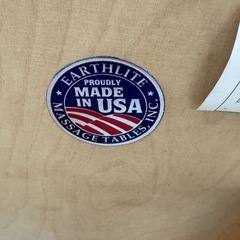 EARTHLITE
PROUDLY
MADE
IN USA
MASSAGE TABLES, INC.